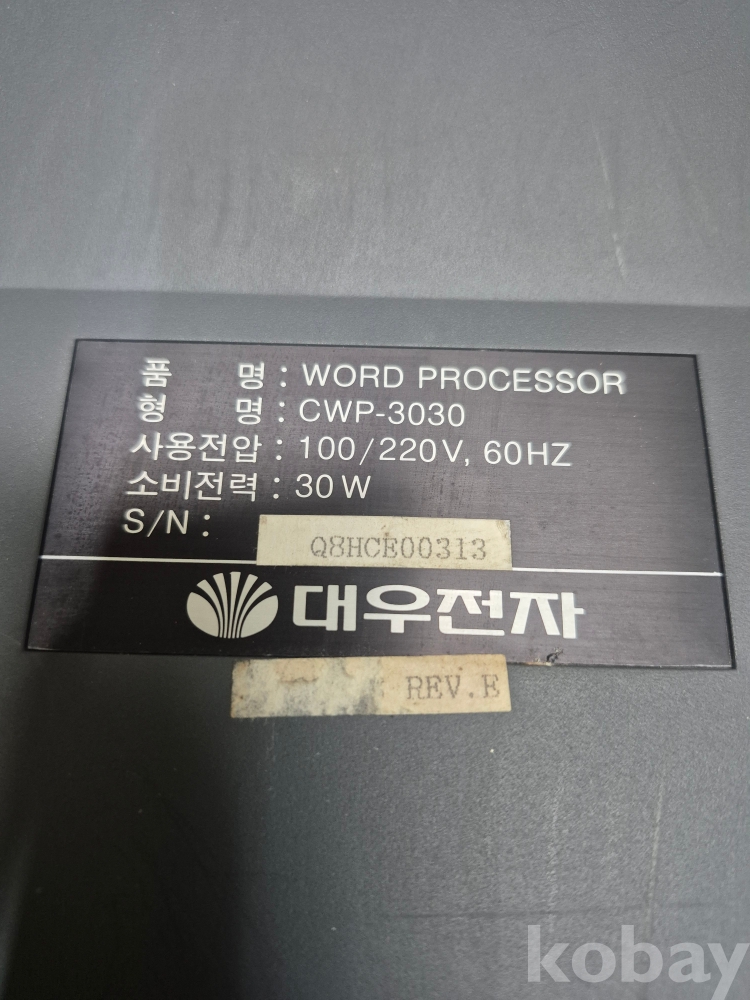 품 명 : WORD PROCESSOR
형 명 : CWP-3030
사용전압 : 100/220V, 60HZ
소비전력 : 30W
S/N : Q8HCE00313
대우전자
REV.E
kobay